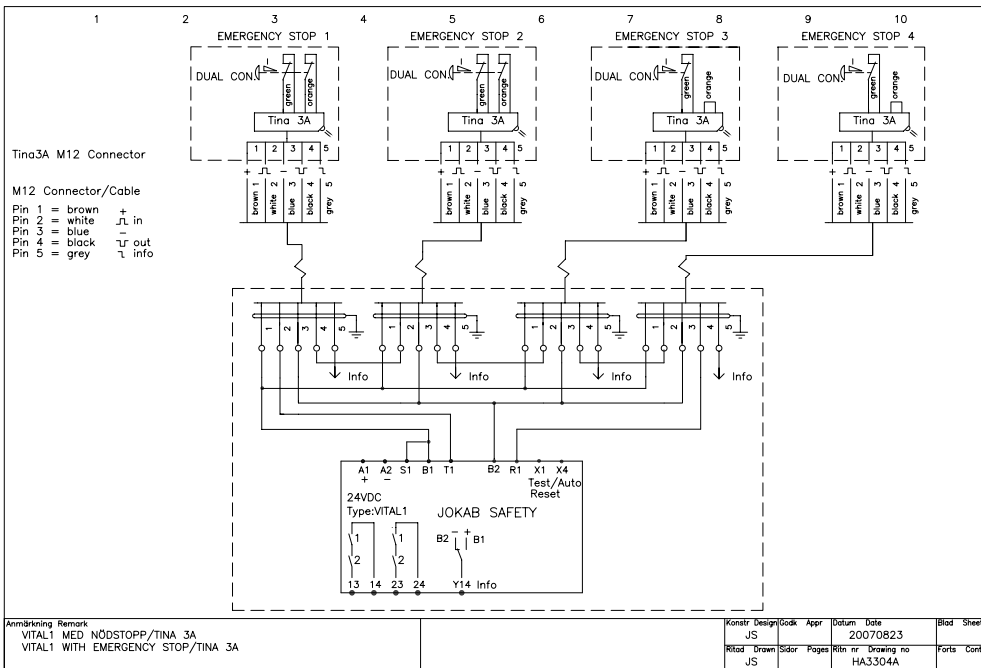 1 2 3 4 5 6 7 8 9 10
EMERGENCY STOP 1
EMERGENCY STOP 2
EMERGENCY STOP 3
EMERGENCY STOP 4
DUAL CON.
DUAL CON.
DUAL CON.
DUAL CON.
green orange
green orange
green orange
green orange
Tina 3A
Tina 3A
Tina 3A
Tina 3A
Tina3A M12 Connector
1 2 3 4 5
1 2 3 4 5
1 2 3 4 5
1 2 3 4 5
+ −
+ −
+ −
+ −
M12 Connector/Cable
Pin 1 = brown +
Pin 2 = white in
Pin 3 = blue −
Pin 4 = black out
Pin 5 = grey info
brown 1 white 2 blue 3 black 4 grey 5
brown 1 white 2 blue 3 black 4 grey 5
brown 1 white 2 blue 3 black 4 grey 5
brown 1 white 2 blue 3 black 4 grey 5
1 2 3 4 5
1 2 3 4 5
1 2 3 4 5
1 2 3 4 5
Info
Info
Info
Info
A1 A2 S1 B1 T1 B2 R1 X1 X4
+ −
Test/Auto
Reset
24VDC
Type:VITAL1
JOKAB SAFETY
1 1
2 2
B2 − + B1
13 14 23 24 Y14 Info
Anmärkning Remark
VITAL1 MED NÖDSTOPP/TINA 3A
VITAL1 WITH EMERGENCY STOP/TINA 3A
Konstr Design Godk Appr Datum Date Blad Sheet
JS 20070823
Ritad Drawn Sidor Pages Ritn nr Drawing no Forts Cont
JS HA3304A